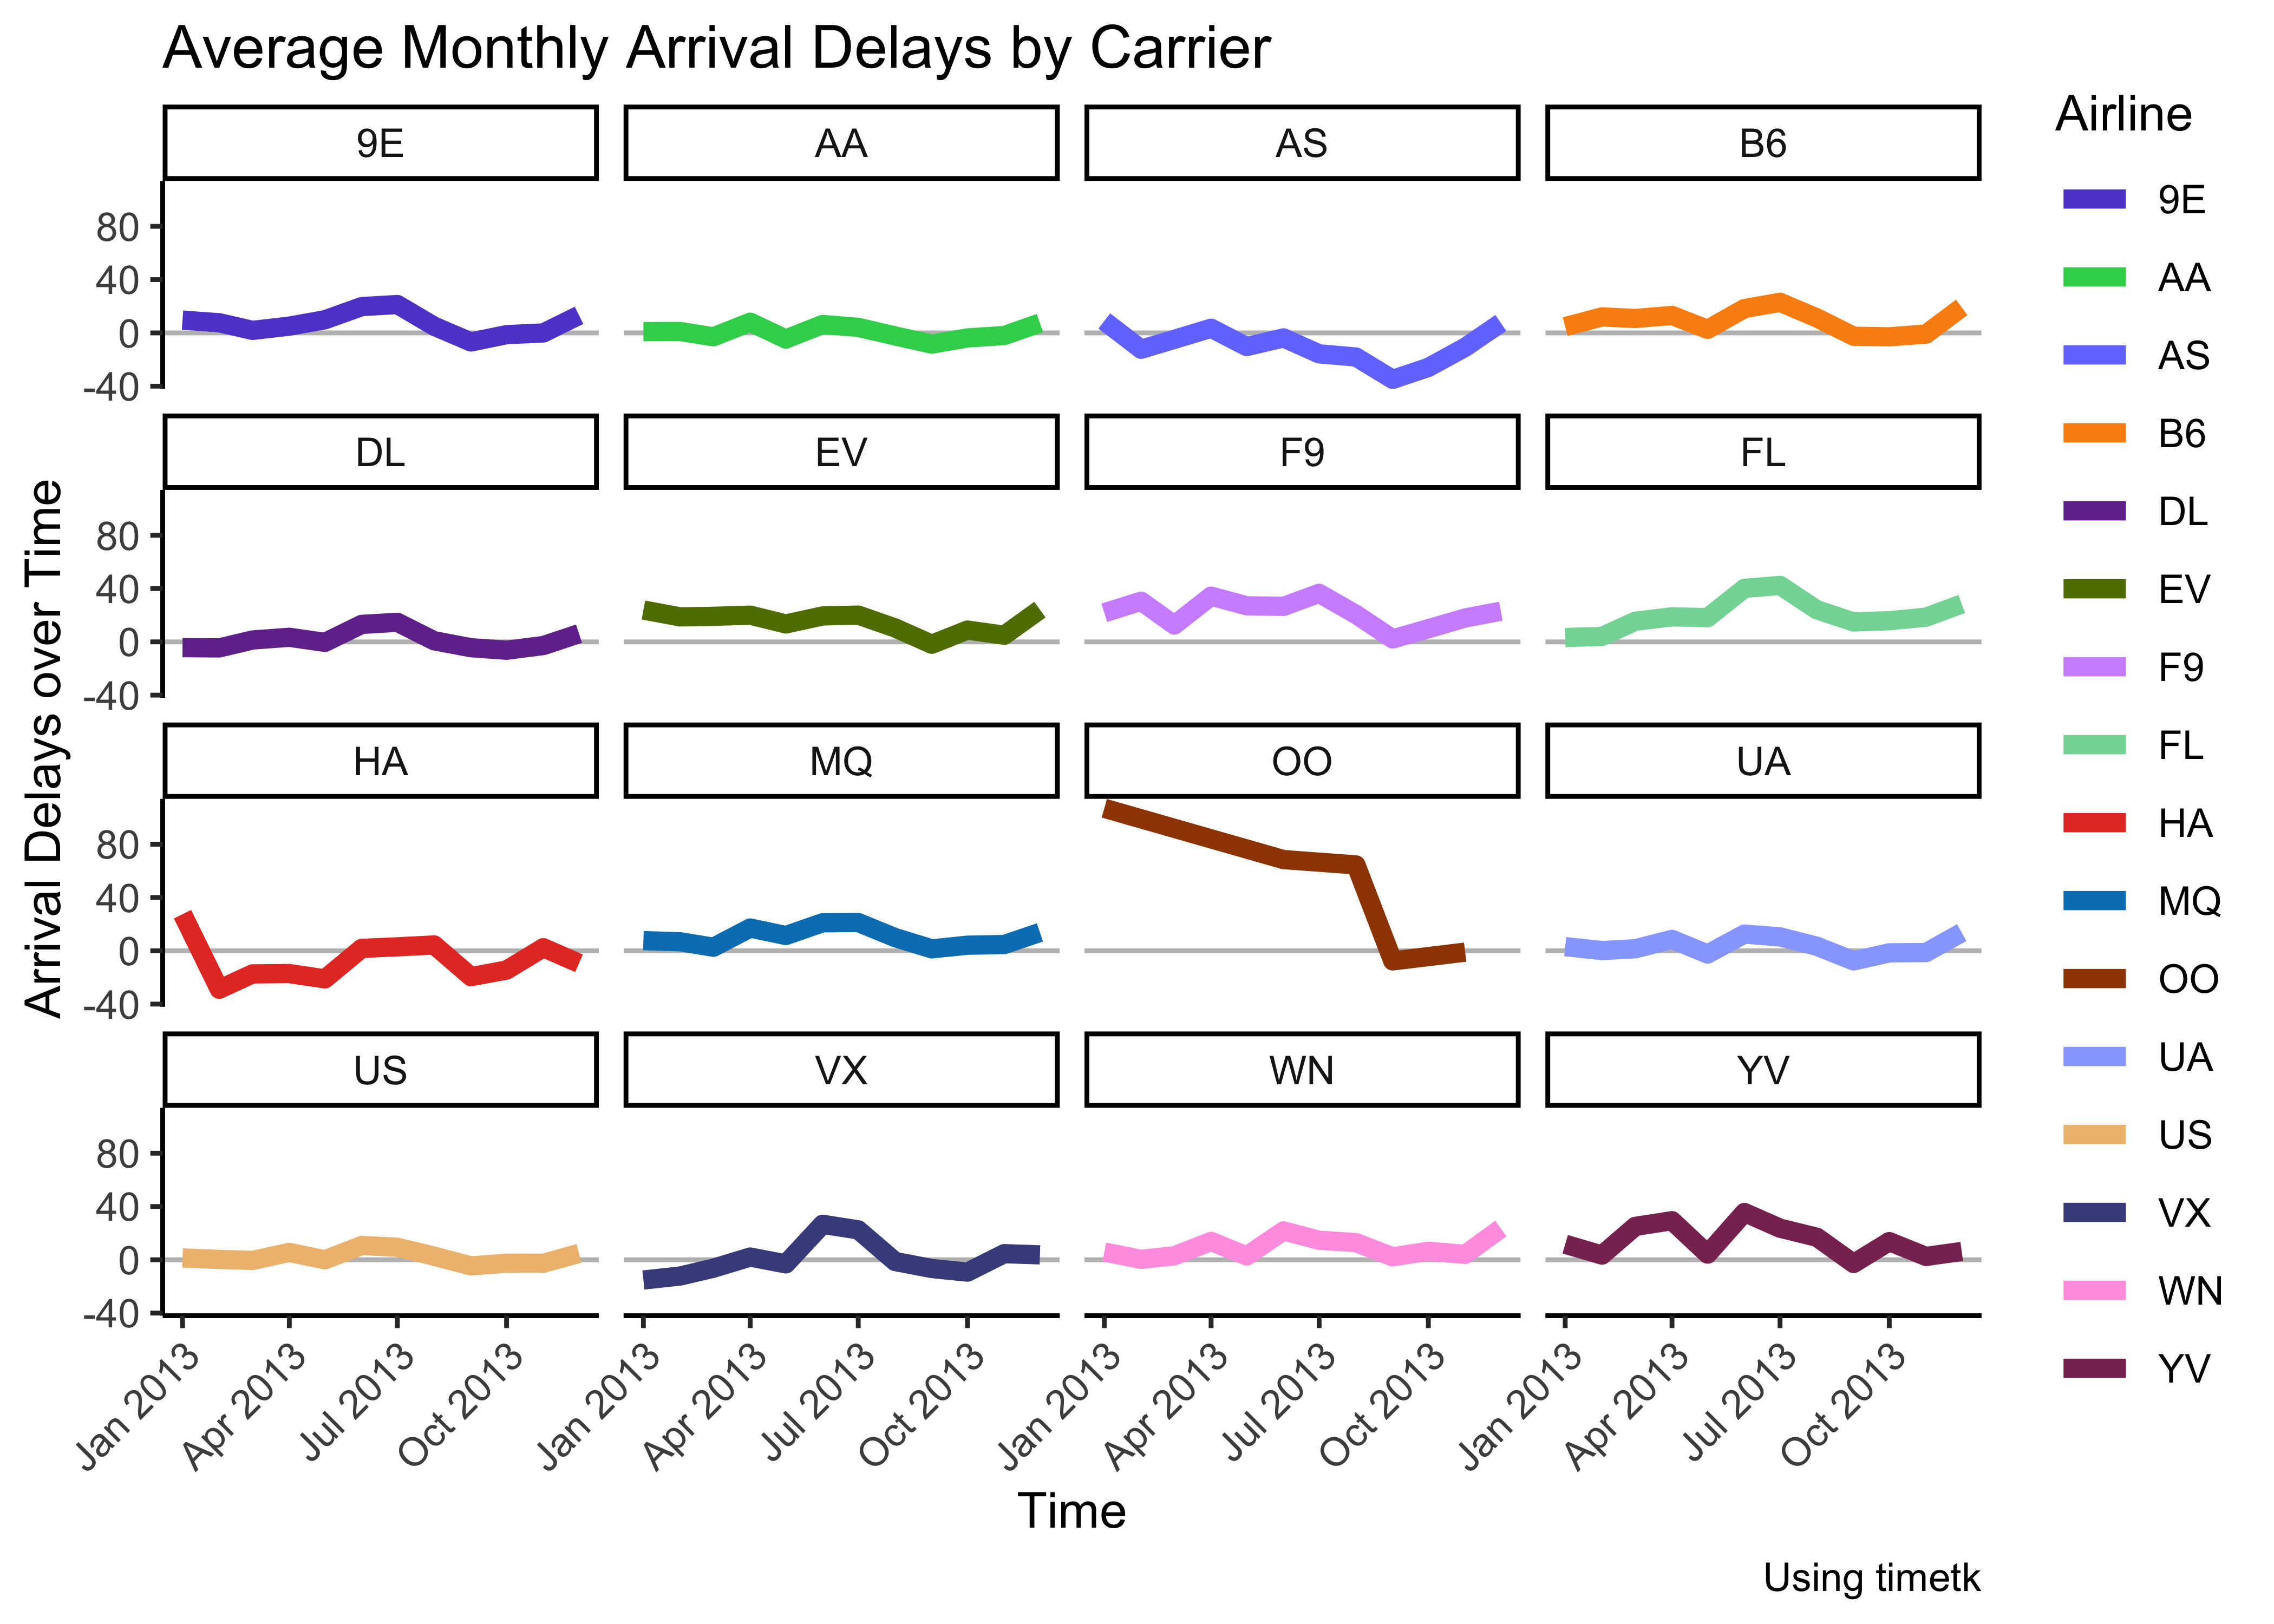 Average Monthly Arrival Delays by Carrier
9E AA AS B6
80
40
0
-40
DL EV F9 FL
80
40
0
-40
HA MQ OO UA
80
40
0
-40
US VX WN YV
80
40
0
-40
Jan 2013 Apr 2013 Jul 2013 Oct 2013 Jan 2013 Apr 2013 Jul 2013 Oct 2013 Jan 2013 Apr 2013 Jul 2013 Oct 2013 Jan 2013 Apr 2013 Jul 2013 Oct 2013
Time
Arrival Delays over Time
Airline
9E
AA
AS
B6
DL
EV
F9
FL
HA
MQ
OO
UA
US
VX
WN
YV
Using timetk